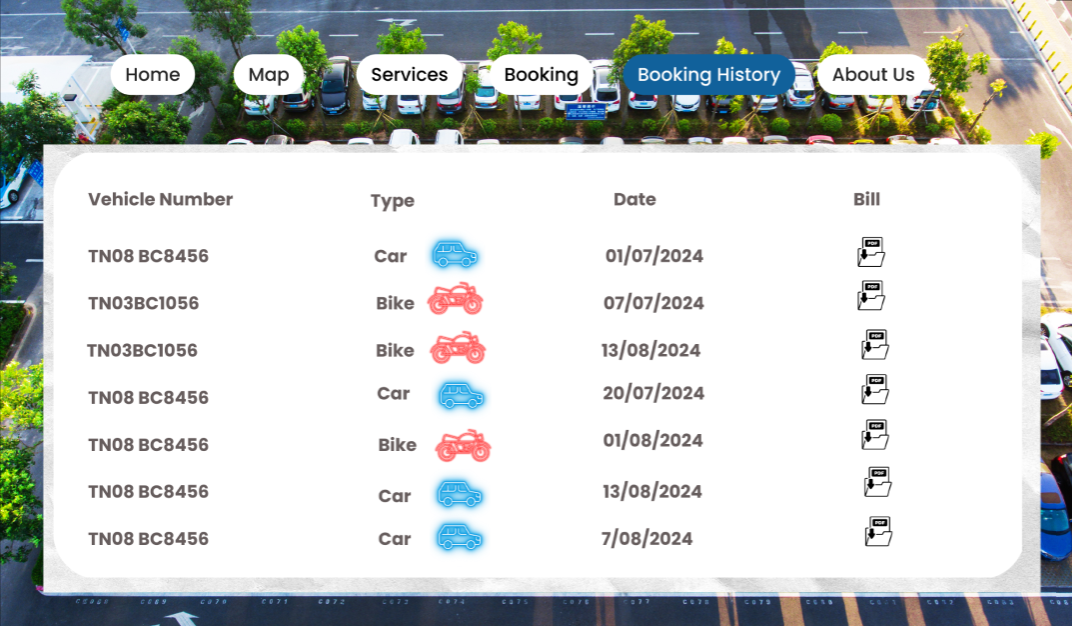 Home Map Services Booking Booking History About Us
Vehicle Number Type Date Bill
TN08 BC8456 Car 01/07/2024 PDF
TN03BC1056 Bike 07/07/2024 PDF
TN03BC1056 Bike 13/08/2024 PDF
TN08 BC8456 Car 20/07/2024 PDF
TN08 BC8456 Bike 01/08/2024 PDF
TN08 BC8456 Car 13/08/2024 PDF
TN08 BC8456 Car 7/08/2024 PDF